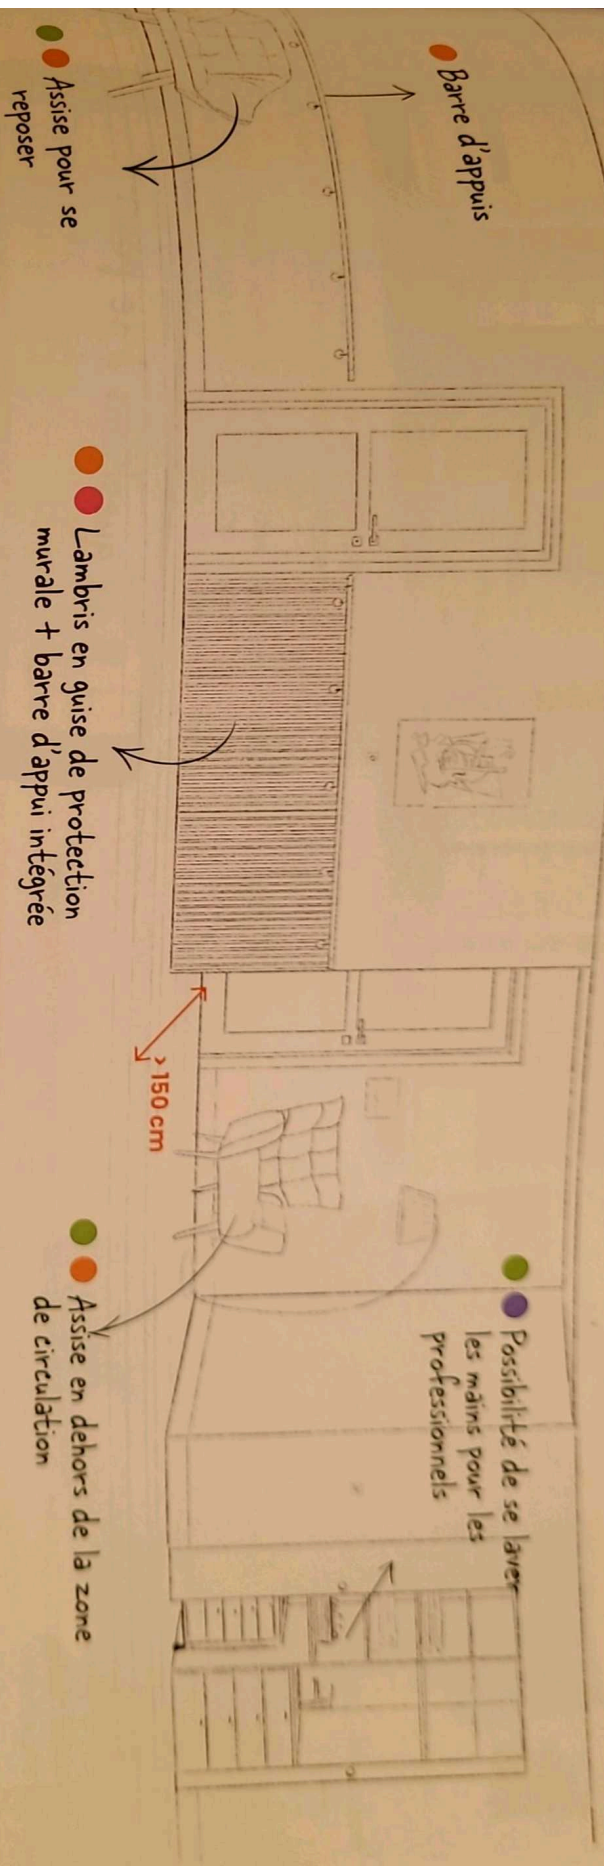 Barre d'appuis
Assise pour se
reposer
Lambris en guise de protection
murale + barre d'appui intégrée
> 150 cm
Possibilité de se laver
les mains pour les
professionnels
Assise en dehors de la zone
de circulation